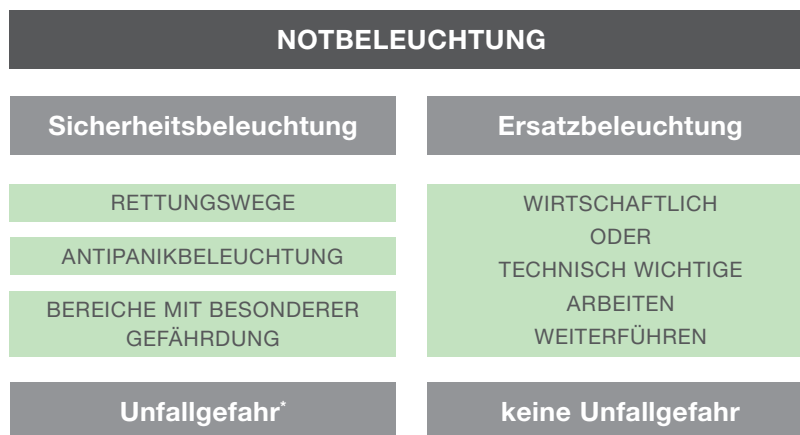 NOTBELEUCHTUNG
Sicherheitsbeleuchtung
RETTUNGSWEGE
ANTIPANIKBELEUCHTUNG
BEREICHE MIT BESONDERER
GEFÄHRDUNG
Unfallgefahr*
Ersatzbeleuchtung
WIRTSCHAFTLICH
ODER
TECHNISCH WICHTIGE
ARBEITEN
WEITERFÜHREN
keine Unfallgefahr